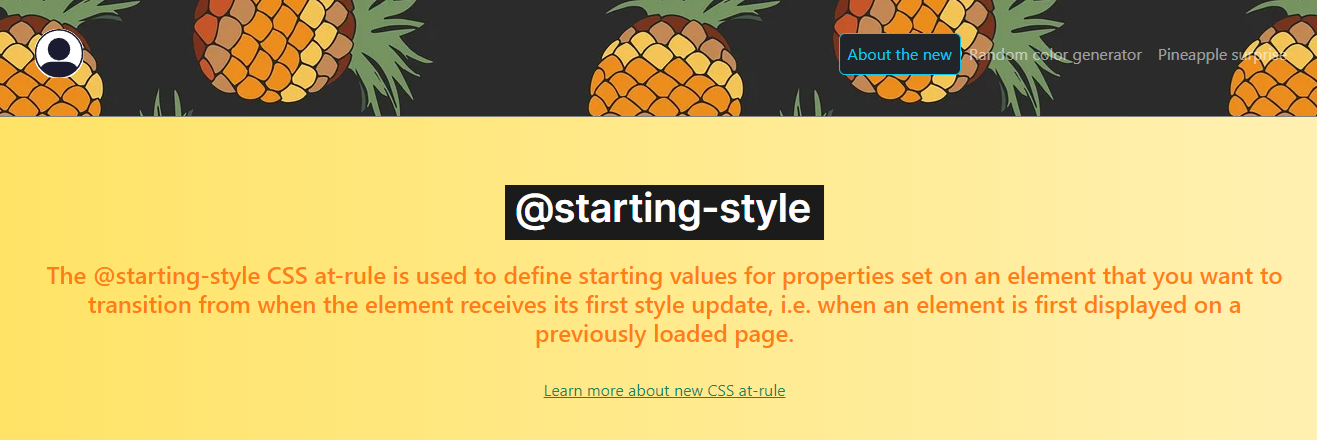 About the new Random color generator Pineapple surprise
@starting-style
The @starting-style CSS at-rule is used to define starting values for properties set on an element that you want to
transition from when the element receives its first style update, i.e. when an element is first displayed on a
previously loaded page.
Learn more about new CSS at-rule